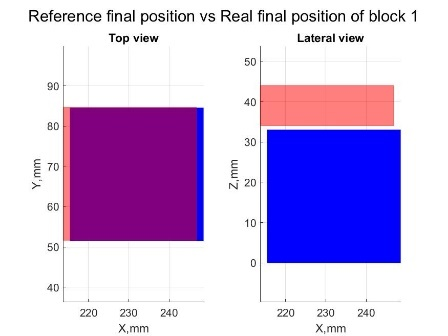 Reference final position vs Real final position of block 1
Top view
Lateral view
90
80
70
60
50
40
Y,mm
220
230
240
X,mm
50
40
30
20
10
0
Z,mm
220
230
240
X,mm